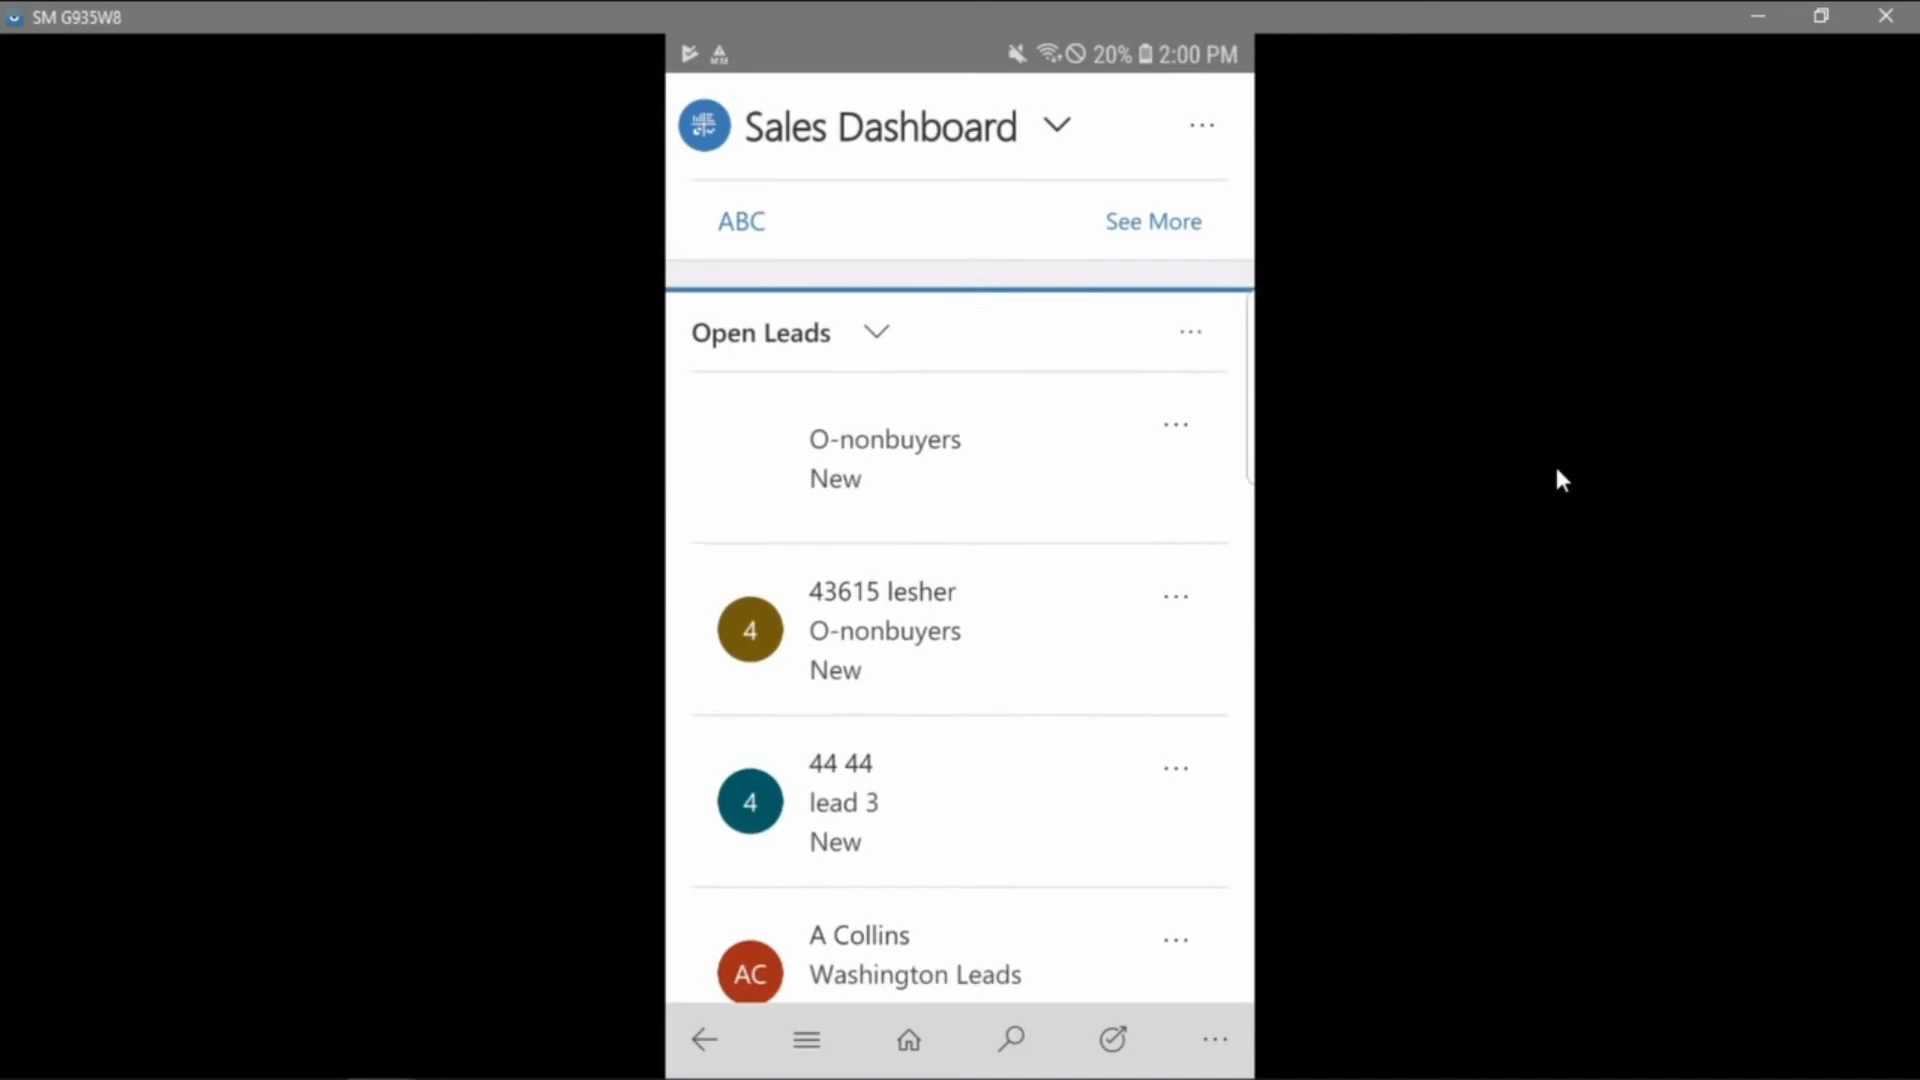 SM G935W8
20% 2:00 PM
Sales Dashboard
ABC
See More
Open Leads
O-nonbuyers
New
4
43615 lesher
O-nonbuyers
New
4
44 44
lead 3
New
AC
A Collins
Washington Leads